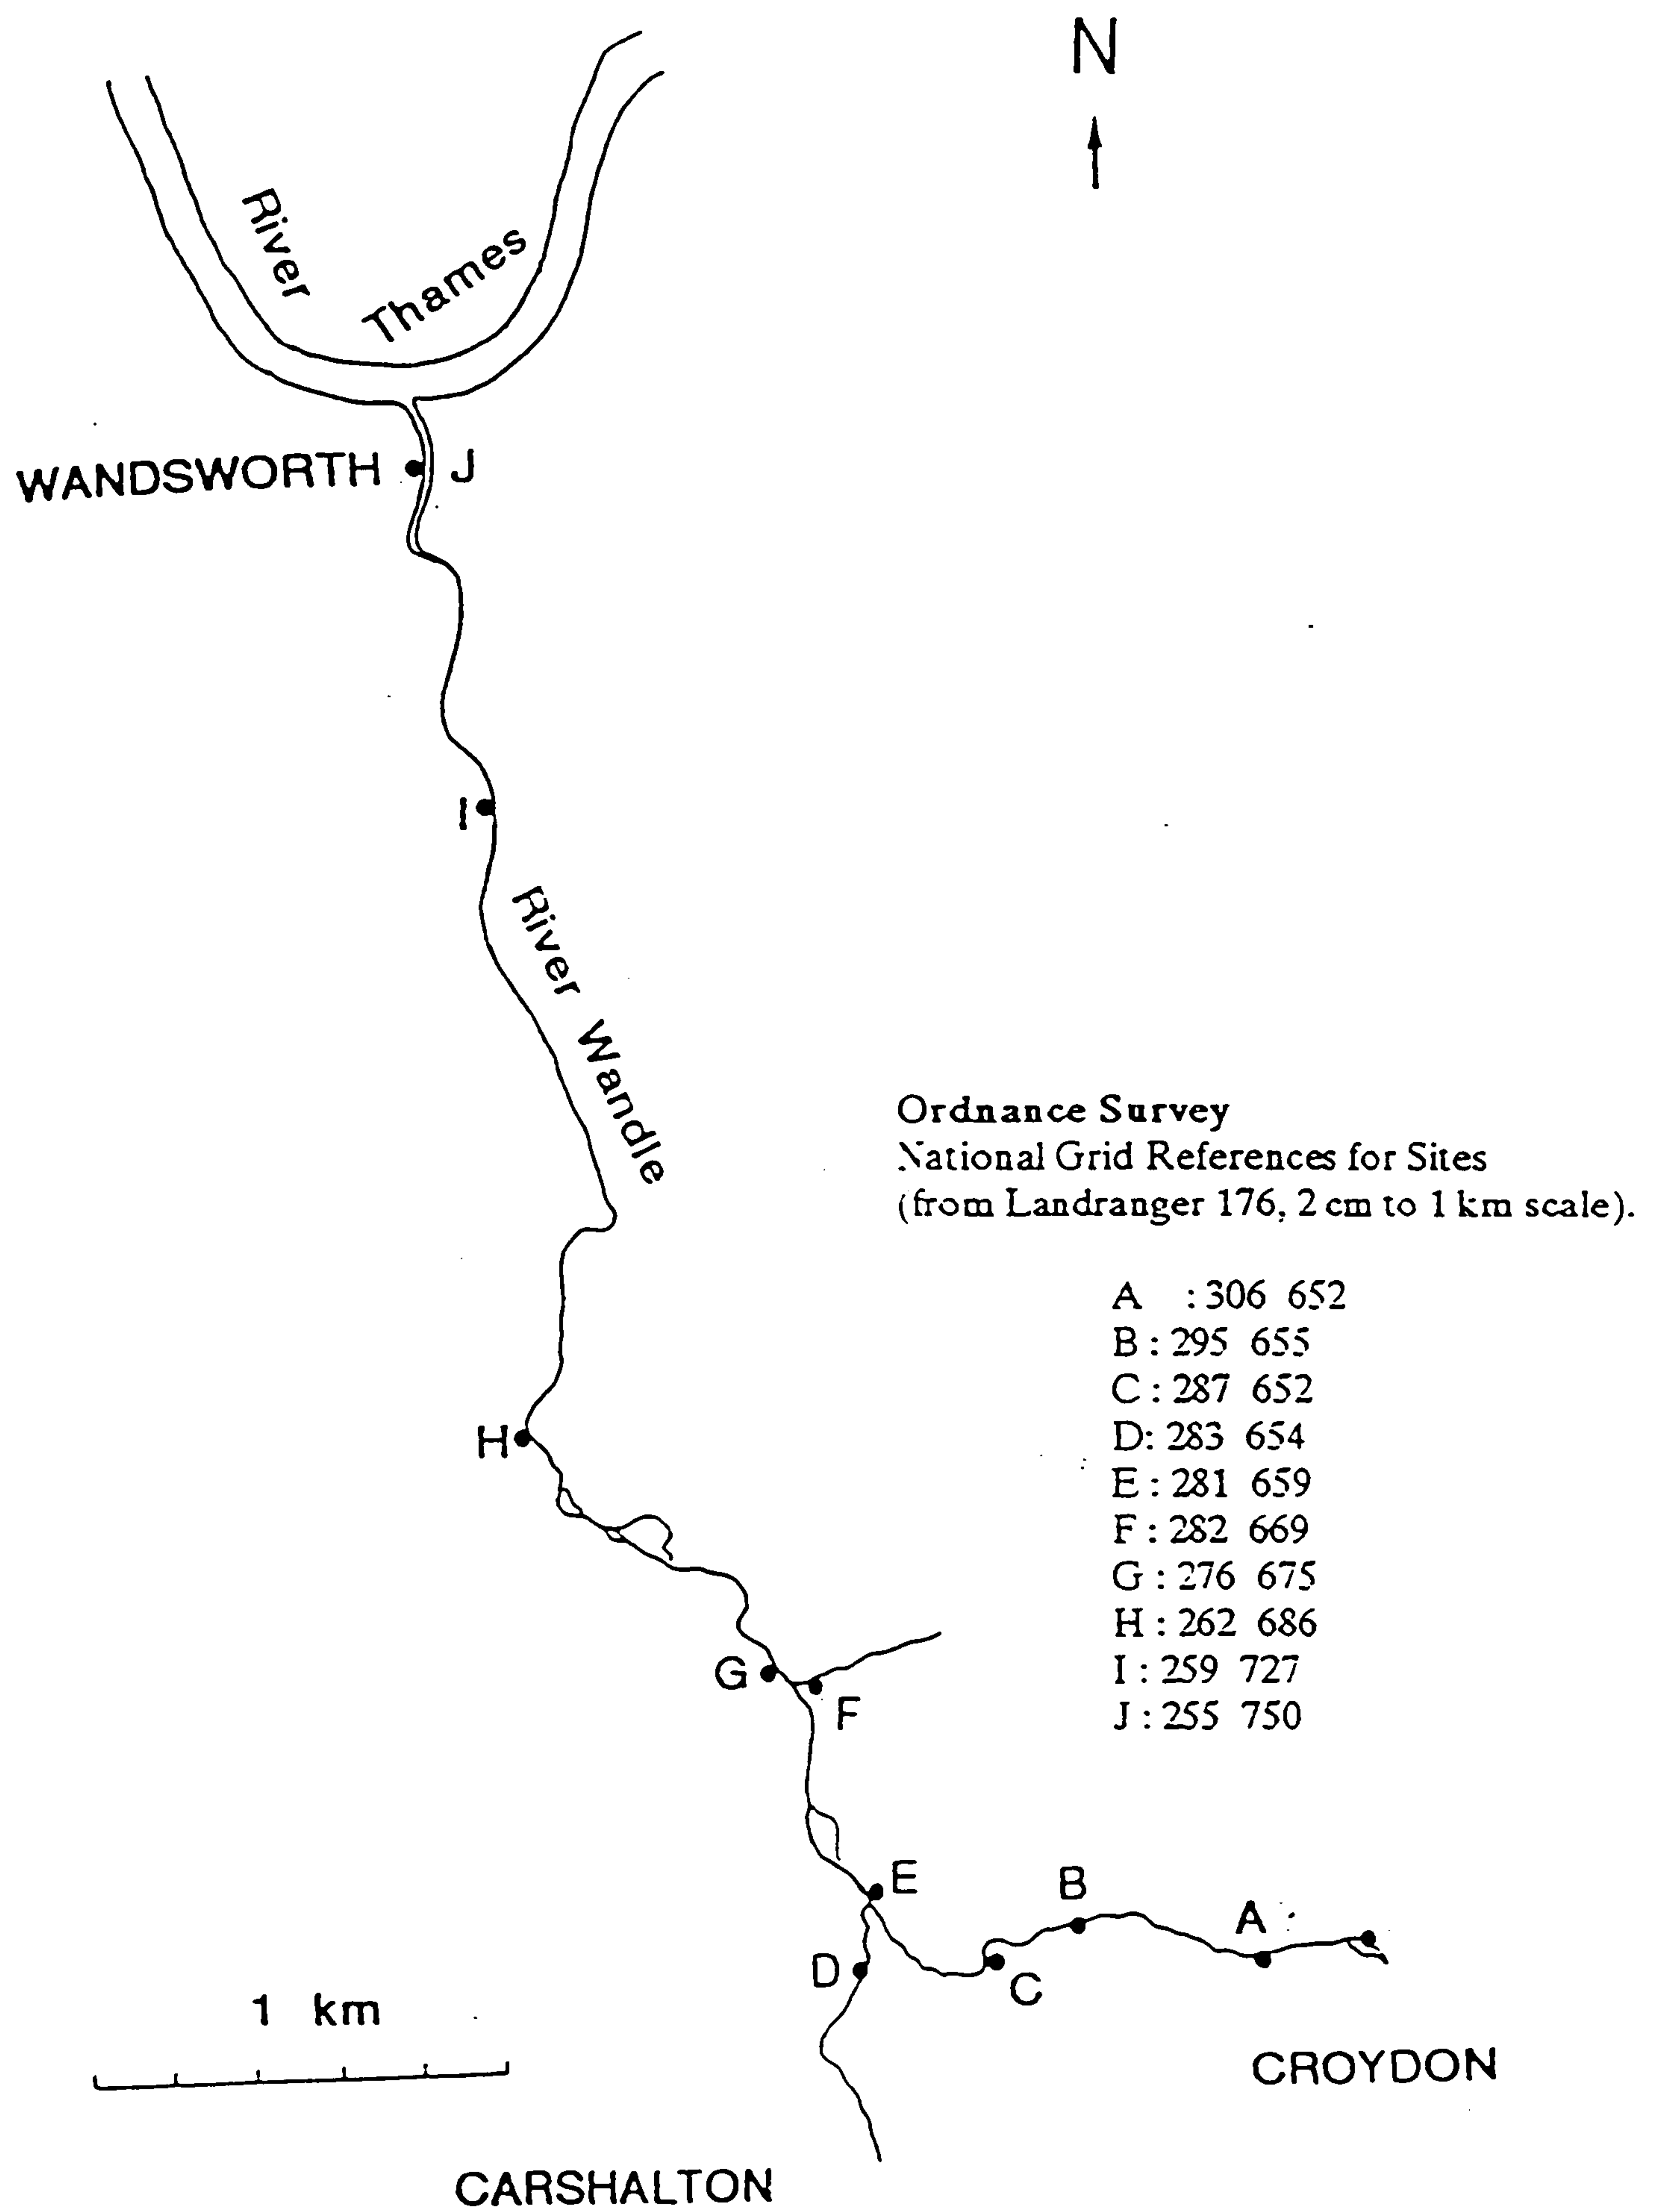 N
River
Thames
WANDSWORTH
J
I
River Wandle
Ordnance Survey
National Grid References for Sites
(from Landranger 176, 2 cm to 1 km scale).
A : 306 652
B : 295 655
C : 287 652
D: 283 654
E : 281 659
F : 282 669
G : 276 675
H : 262 686
I : 259 727
J : 255 750
H
G
F
E
B
A
D
C
1 km
CROYDON
CARSHALTON